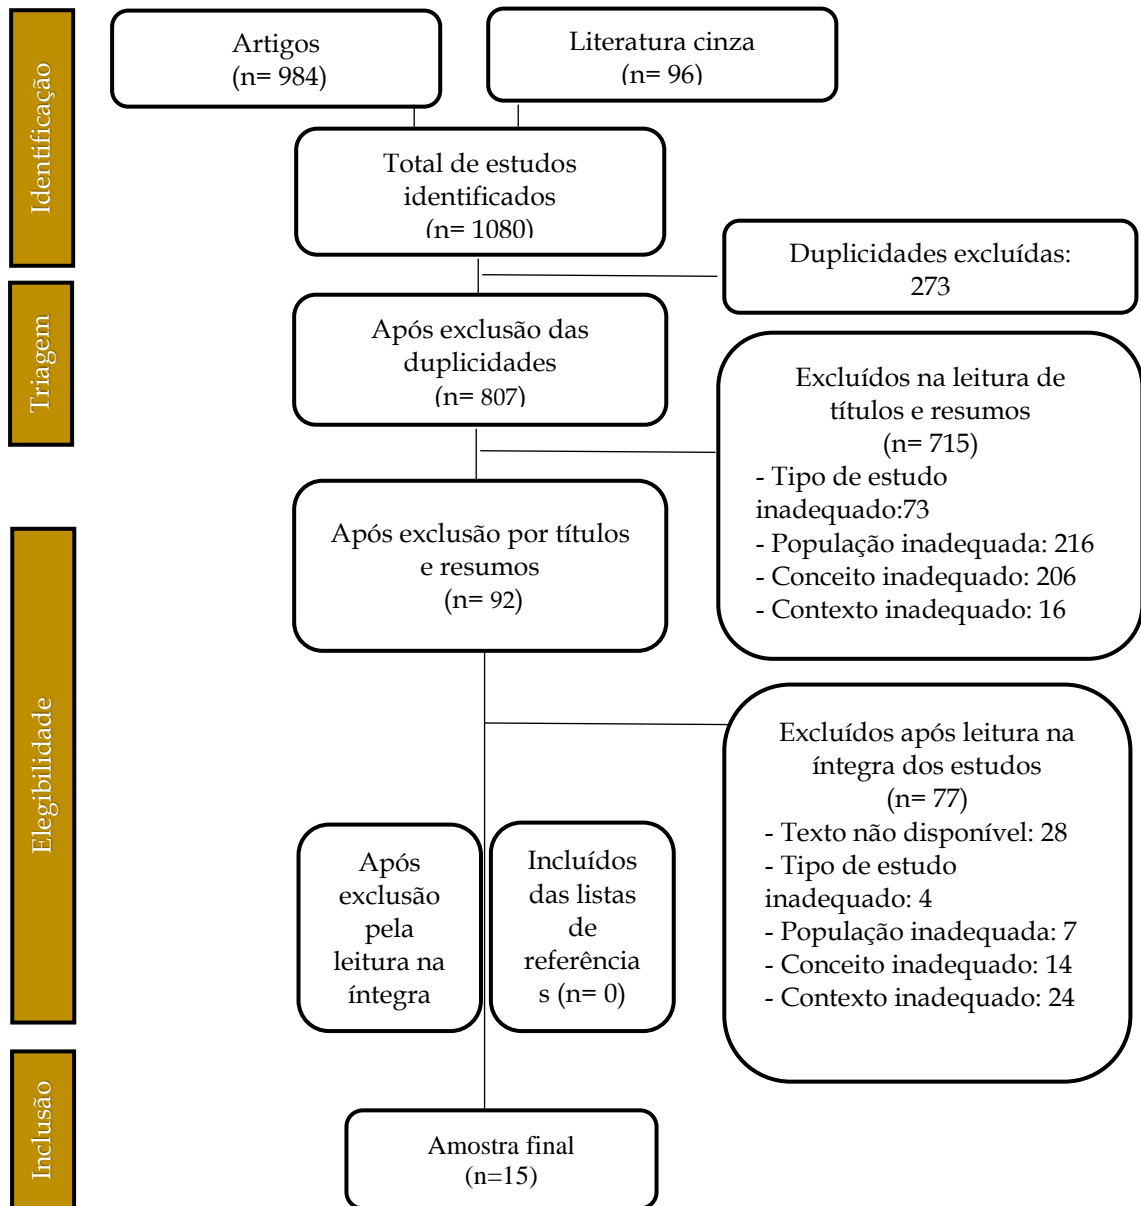 Identificação
Artigos
(n= 984)
Literatura cinza
(n= 96)
Total de estudos
identificados
(n= 1080)
Duplicidades excluídas:
273
Triagem
Após exclusão das
duplicidades
(n= 807)
Excluídos na leitura de
títulos e resumos
(n= 715)
- Tipo de estudo
inadequado:73
- População inadequada: 216
- Conceito inadequado: 206
- Contexto inadequado: 16
Elegibilidade
Após exclusão por títulos
e resumos
(n= 92)
Excluídos após leitura na
íntegra dos estudos
(n= 77)
- Texto não disponível: 28
- Tipo de estudo
inadequado: 4
- População inadequada: 7
- Conceito inadequado: 14
- Contexto inadequado: 24
Após
exclusão
pela
leitura na
íntegra
Incluídos
das listas
de
referência
s (n= 0)
Inclusão
Amostra final
(n=15)